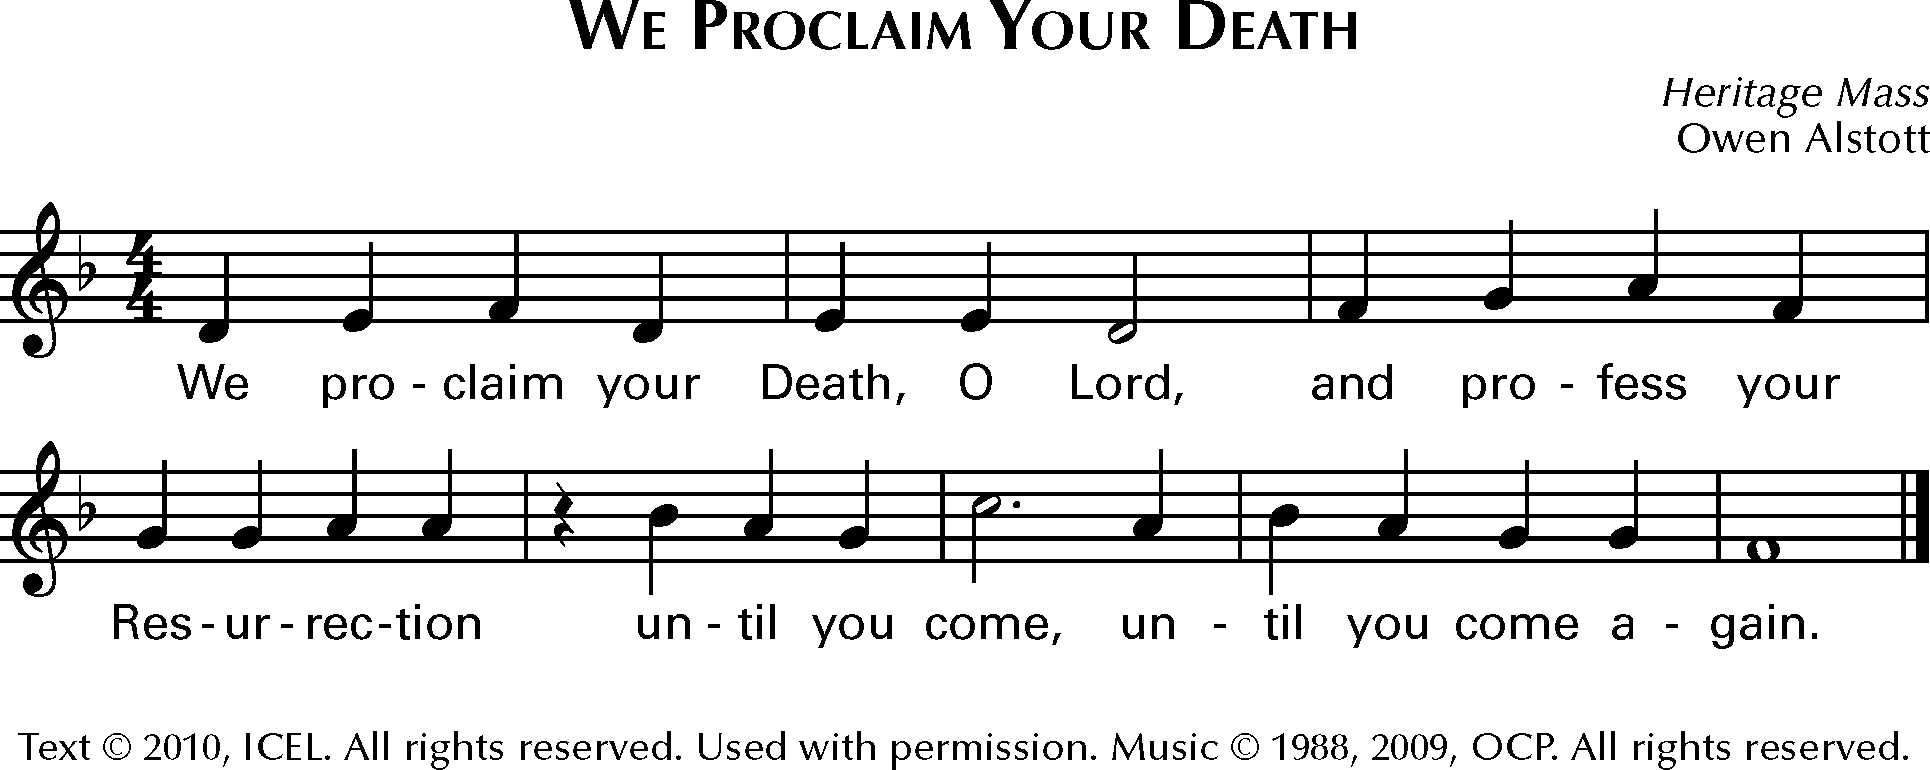 We Proclaim Your Death
Heritage Mass
Owen Alstott
4
4
We pro - claim your Death, O Lord, and pro - fess your
Res - ur - rec - tion un - til you come, un - til you come a - gain.
Text © 2010, ICEL. All rights reserved. Used with permission. Music © 1988, 2009, OCP. All rights reserved.